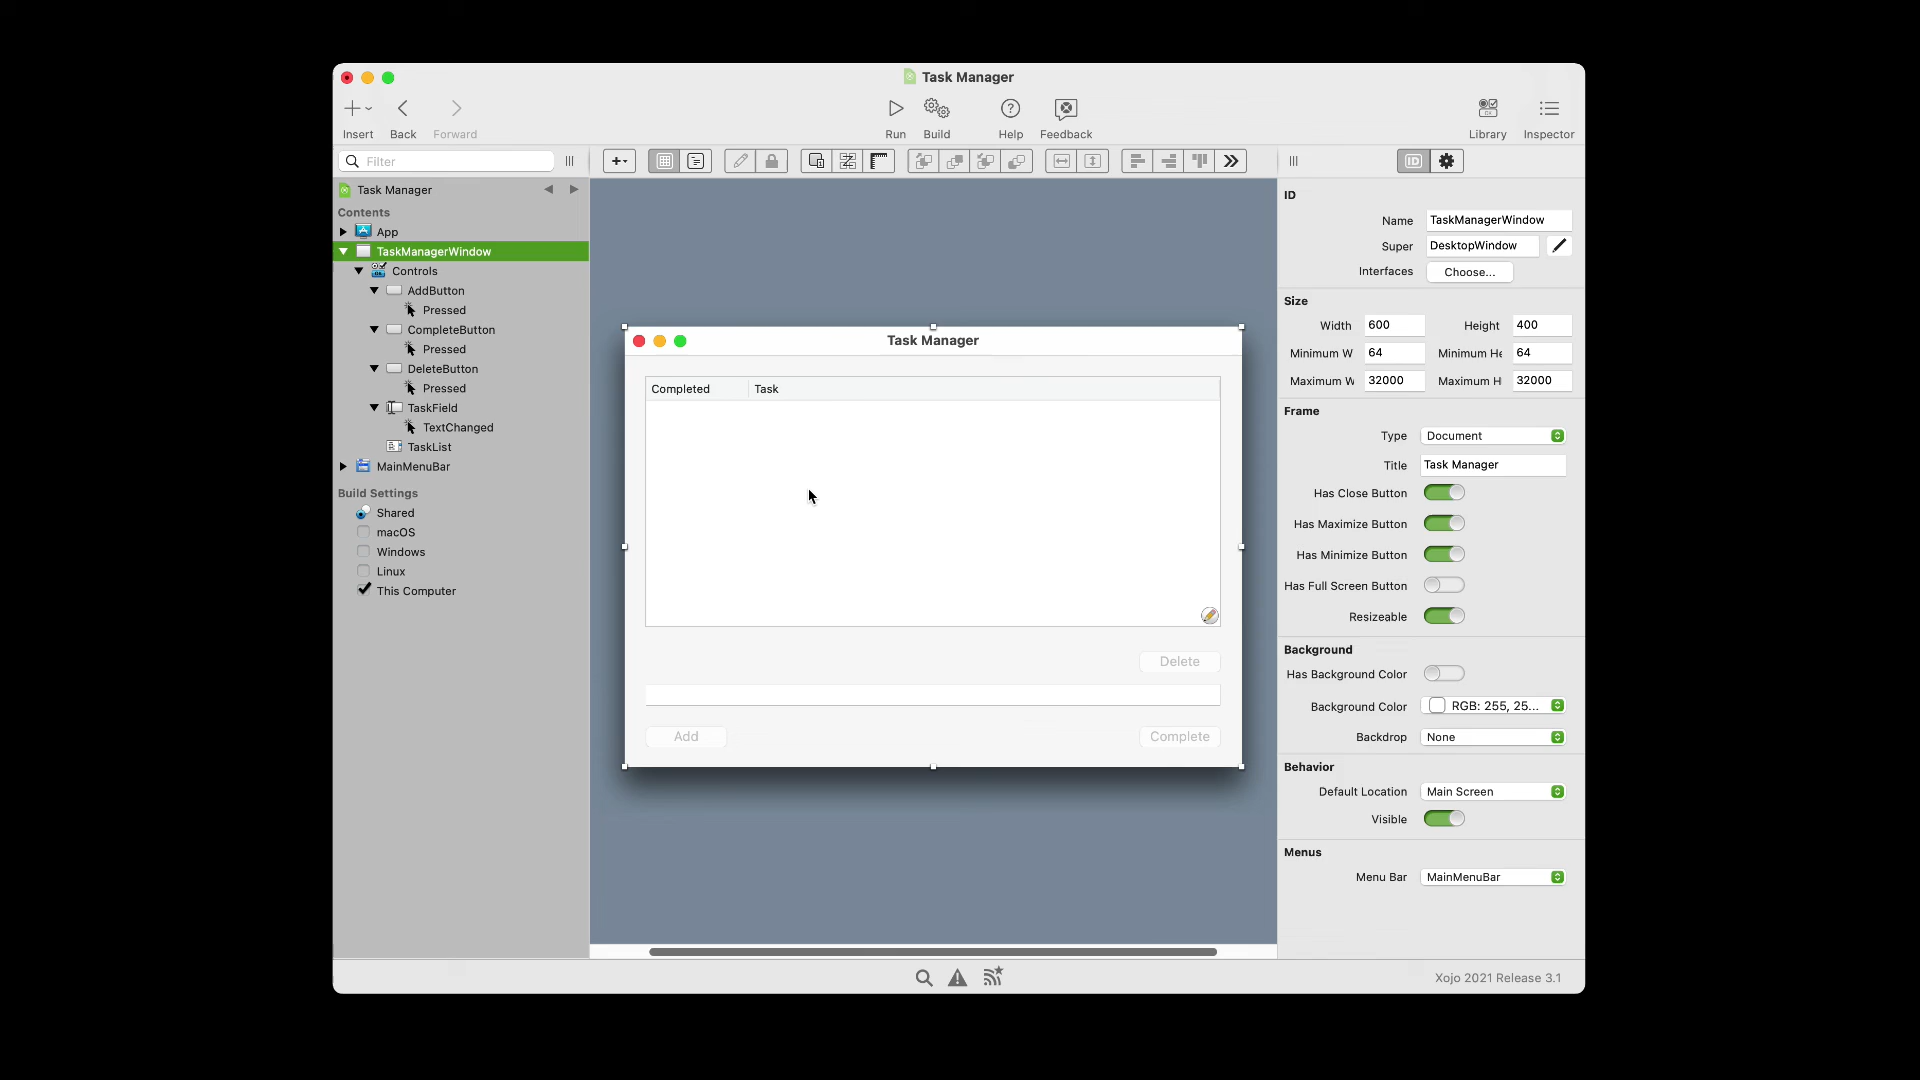 Task Manager
Insert
Back
Forward
Run
Build
Help
Feedback
Library
Inspector
Filter
ID
Task Manager
Contents
App
TaskManagerWindow
Controls
AddButton
Pressed
CompleteButton
Pressed
DeleteButton
Pressed
TaskField
TextChanged
TaskList
MainMenuBar
Build Settings
Shared
macOS
Windows
Linux
This Computer
Task Manager
Completed
Task
Delete
Add
Complete
ID
Name TaskManagerWindow
Super DesktopWindow
Interfaces Choose...
Size
Width 600 Height 400
Minimum W 64 Minimum He 64
Maximum W 32000 Maximum H 32000
Frame
Type Document
Title Task Manager
Has Close Button
Has Maximize Button
Has Minimize Button
Has Full Screen Button
Resizeable
Background
Has Background Color
Background Color RGB: 255, 25...
Backdrop None
Behavior
Default Location Main Screen
Visible
Menus
Menu Bar MainMenuBar
Xojo 2021 Release 3.1